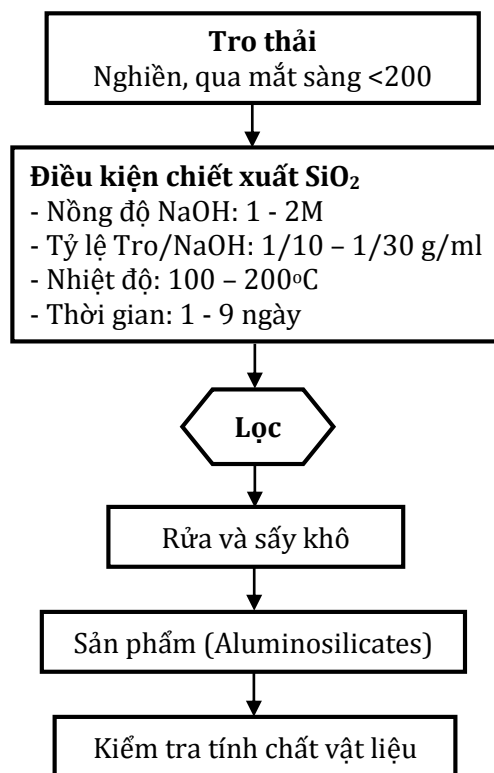 Tro thải
Nghiền, qua mắt sàng <200
Điều kiện chiết xuất SiO₂
- Nồng độ NaOH: 1 - 2M
- Tỷ lệ Tro/NaOH: 1/10 – 1/30 g/ml
- Nhiệt độ: 100 – 200ᵒC
- Thời gian: 1 - 9 ngày
Lọc
Rửa và sấy khô
Sản phẩm (Aluminosilicates)
Kiểm tra tính chất vật liệu